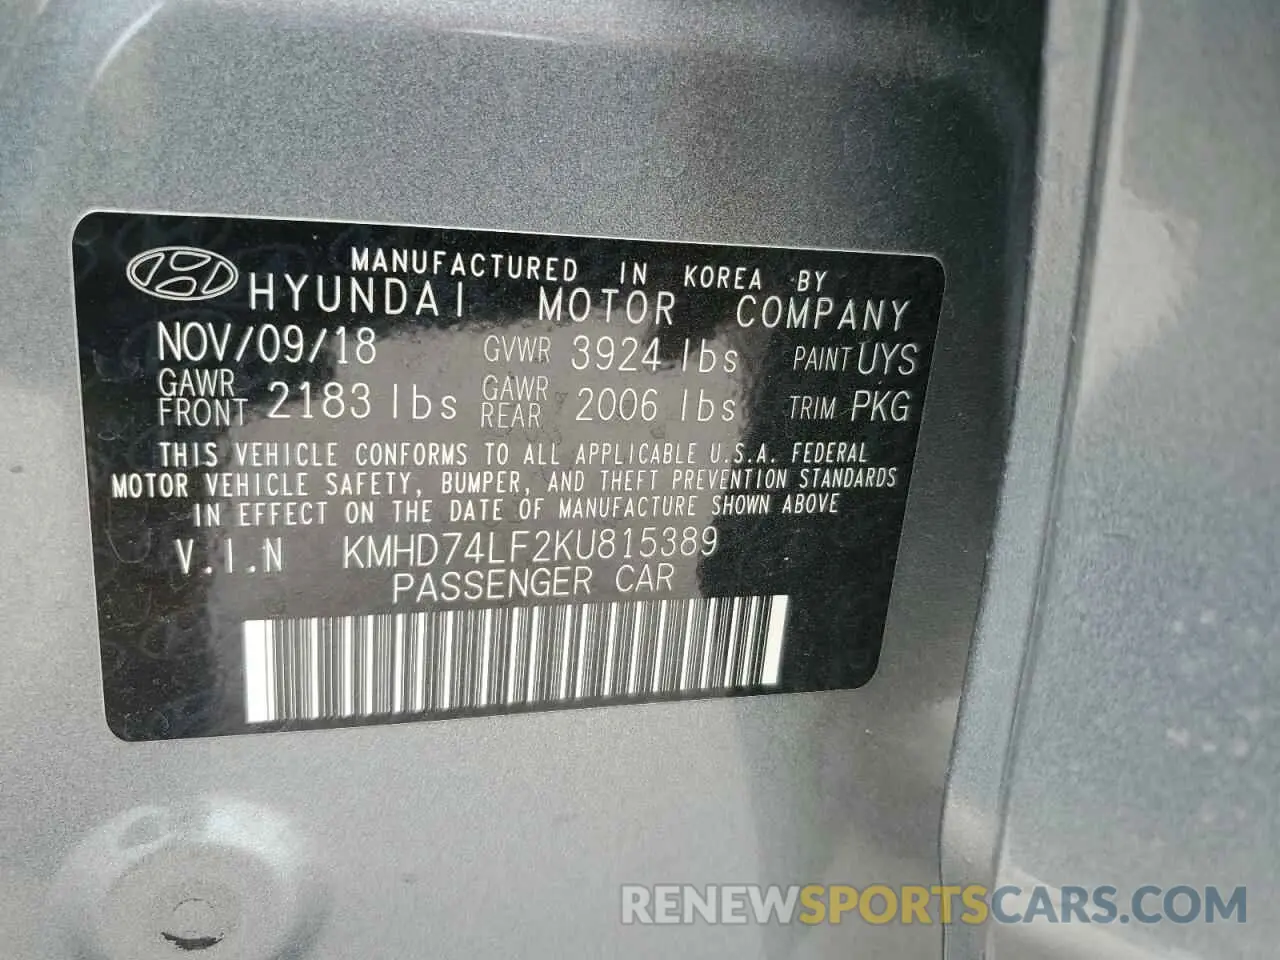 MANUFACTURED IN KOREA BY
HYUNDAI MOTOR COMPANY
NOV/09/18 GVWR 3924 lbs PAINT UYS
GAWR FRONT 2183 lbs GAWR REAR 2006 lbs TRIM PKG
THIS VEHICLE CONFORMS TO ALL APPLICABLE U.S.A. FEDERAL
MOTOR VEHICLE SAFETY, BUMPER, AND THEFT PREVENTION STANDARDS
IN EFFECT ON THE DATE OF MANUFACTURE SHOWN ABOVE
V.I.N KMHD74LF2KU815389
PASSENGER CAR
RENEWSPORTSCARS.COM